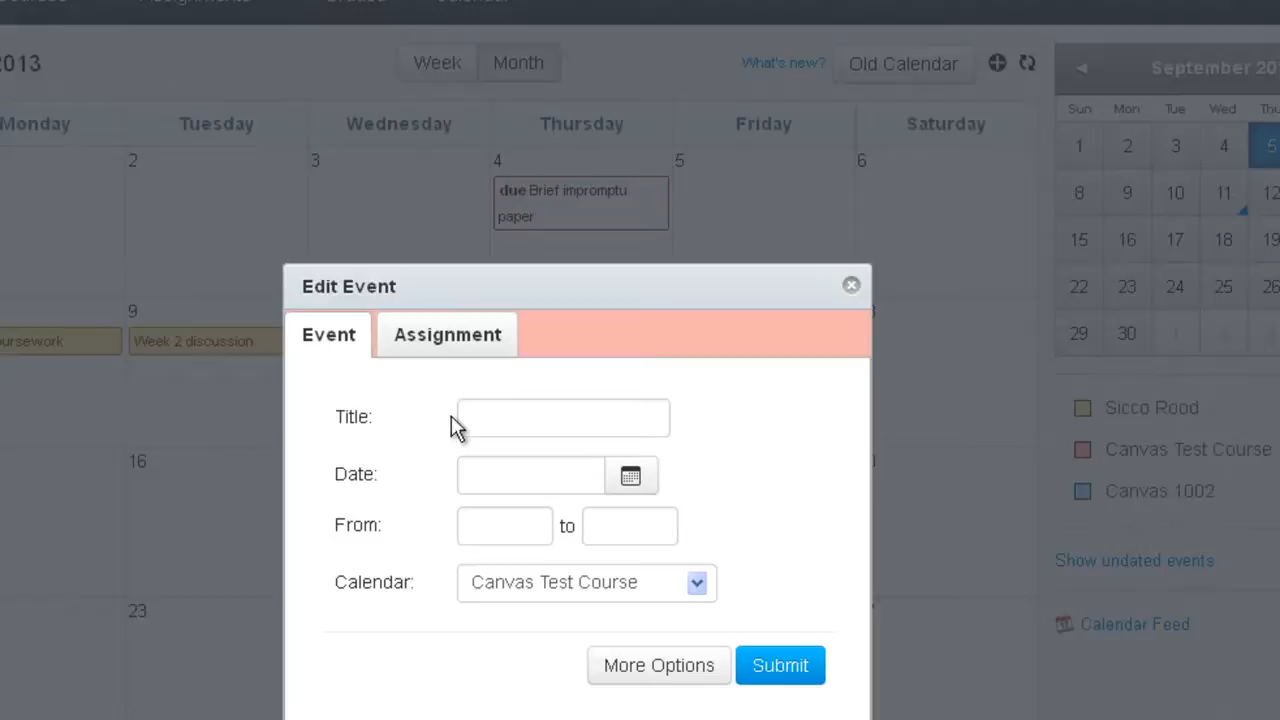 2013
Week
Month
What's new?
Old Calendar
September 20
Monday
Tuesday
Wednesday
Thursday
Friday
Saturday
Sun Mon Tue Wed Thu
1 2 3 4 5
8 9 10 11 12
15 16 17 18 19
22 23 24 25 26
29 30 1 2 3
2
3
4
5
6
due Brief impromptu
paper
9
Week 2 discussion
oursework
16
23
Edit Event
Event
Assignment
Title:
Date:
From:
to
Calendar:
Canvas Test Course
More Options
Submit
Sicco Rood
Canvas Test Course
Canvas 1002
Show undated events
Calendar Feed